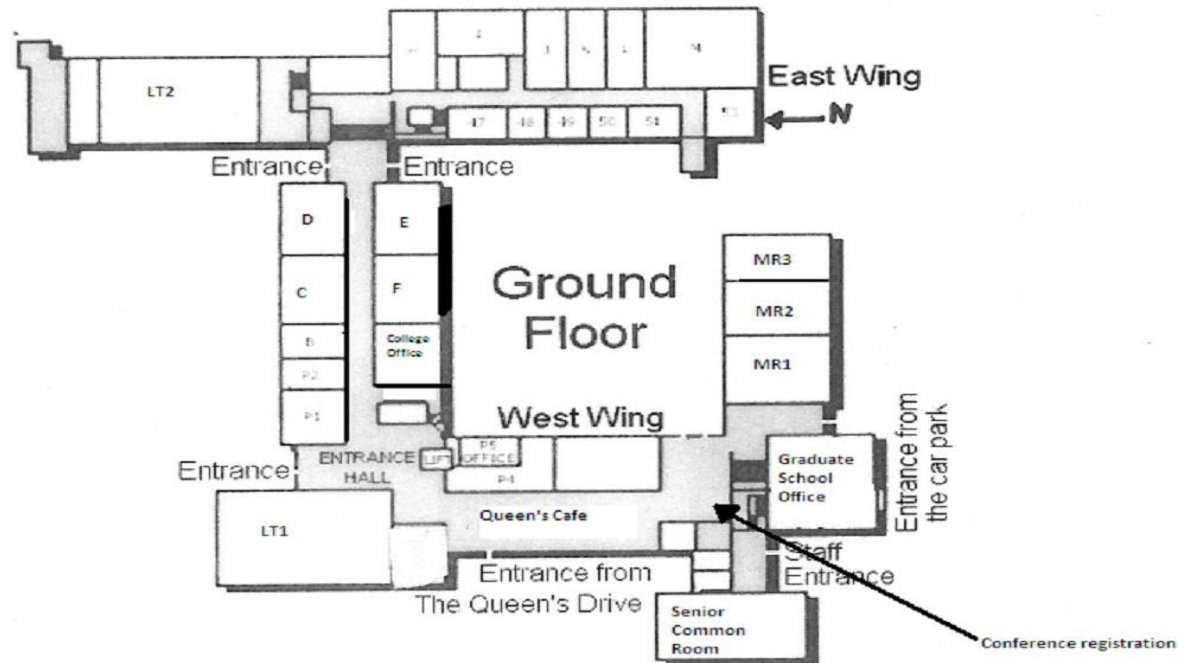 J
K
L
M
LT2
East Wing
N
47
48
49
50
51
53
Entrance
Entrance
D
E
C
F
B
College
Office
P2
P1
Ground
Floor
MR3
MR2
MR1
West Wing
Entrance
ENTRANCE
HALL
LIFT
P5
OFFICE
P4
Graduate
School
Office
Entrance from
the car park
LT1
Queen's Cafe
Entrance from
The Queen's Drive
Staff
Entrance
Senior
Common
Room
Conference registration